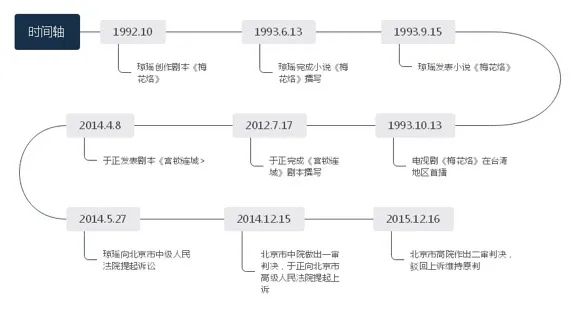 时间轴
1992.10
琼瑶创作剧本《梅
花烙》
1993.6.13
琼瑶完成小说《梅
花烙》撰写
1993.9.15
琼瑶发表小说《梅花烙》
1993.10.13
电视剧《梅花烙》在台湾
地区首播
2012.7.17
于正完成《宫锁连
城》剧本撰写
2014.4.8
于正发表剧本《宫锁连城>
2014.5.27
琼瑶向北京市中级人民
法院提起诉讼
2014.12.15
北京市中院做出一审
判决，于正向北京市
高级人民法院提起上
诉
2015.12.16
北京市高院作出二审判决，
驳回上诉维持原判